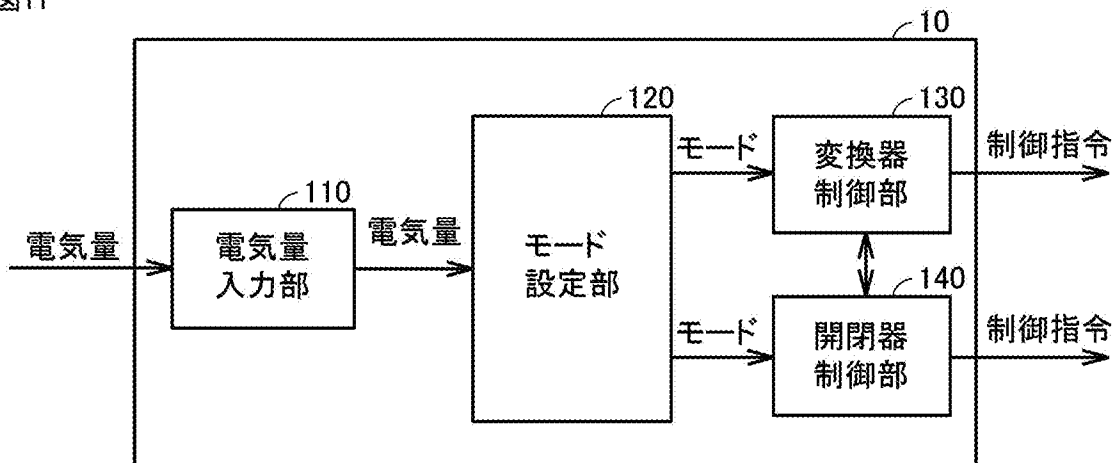 図11
10
120
130
モード
変換器
制御部
制御指令
110
電気量
電気量
入力部
電気量
モード
設定部
140
モード
開閉器
制御部
制御指令